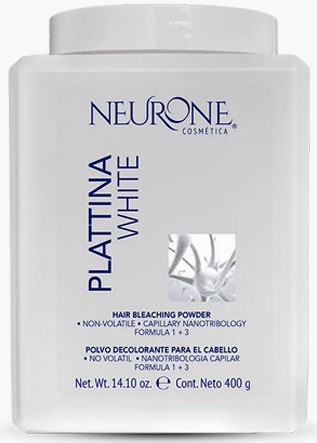 NEURONE
COSMÉTICA®
PLATTINA
WHITE
HAIR BLEACHING POWDER
• NON-VOLATILE • CAPILLARY NANOTRIBOLOGY
FORMULA 1 + 3
POLVO DECOLORANTE PARA EL CABELLO
• NO VOLATIL • NANOTRIBOLOGIA CAPILAR
FORMULA 1 + 3
Net. Wt. 14.10 oz. ℮ Cont. Neto 400 g